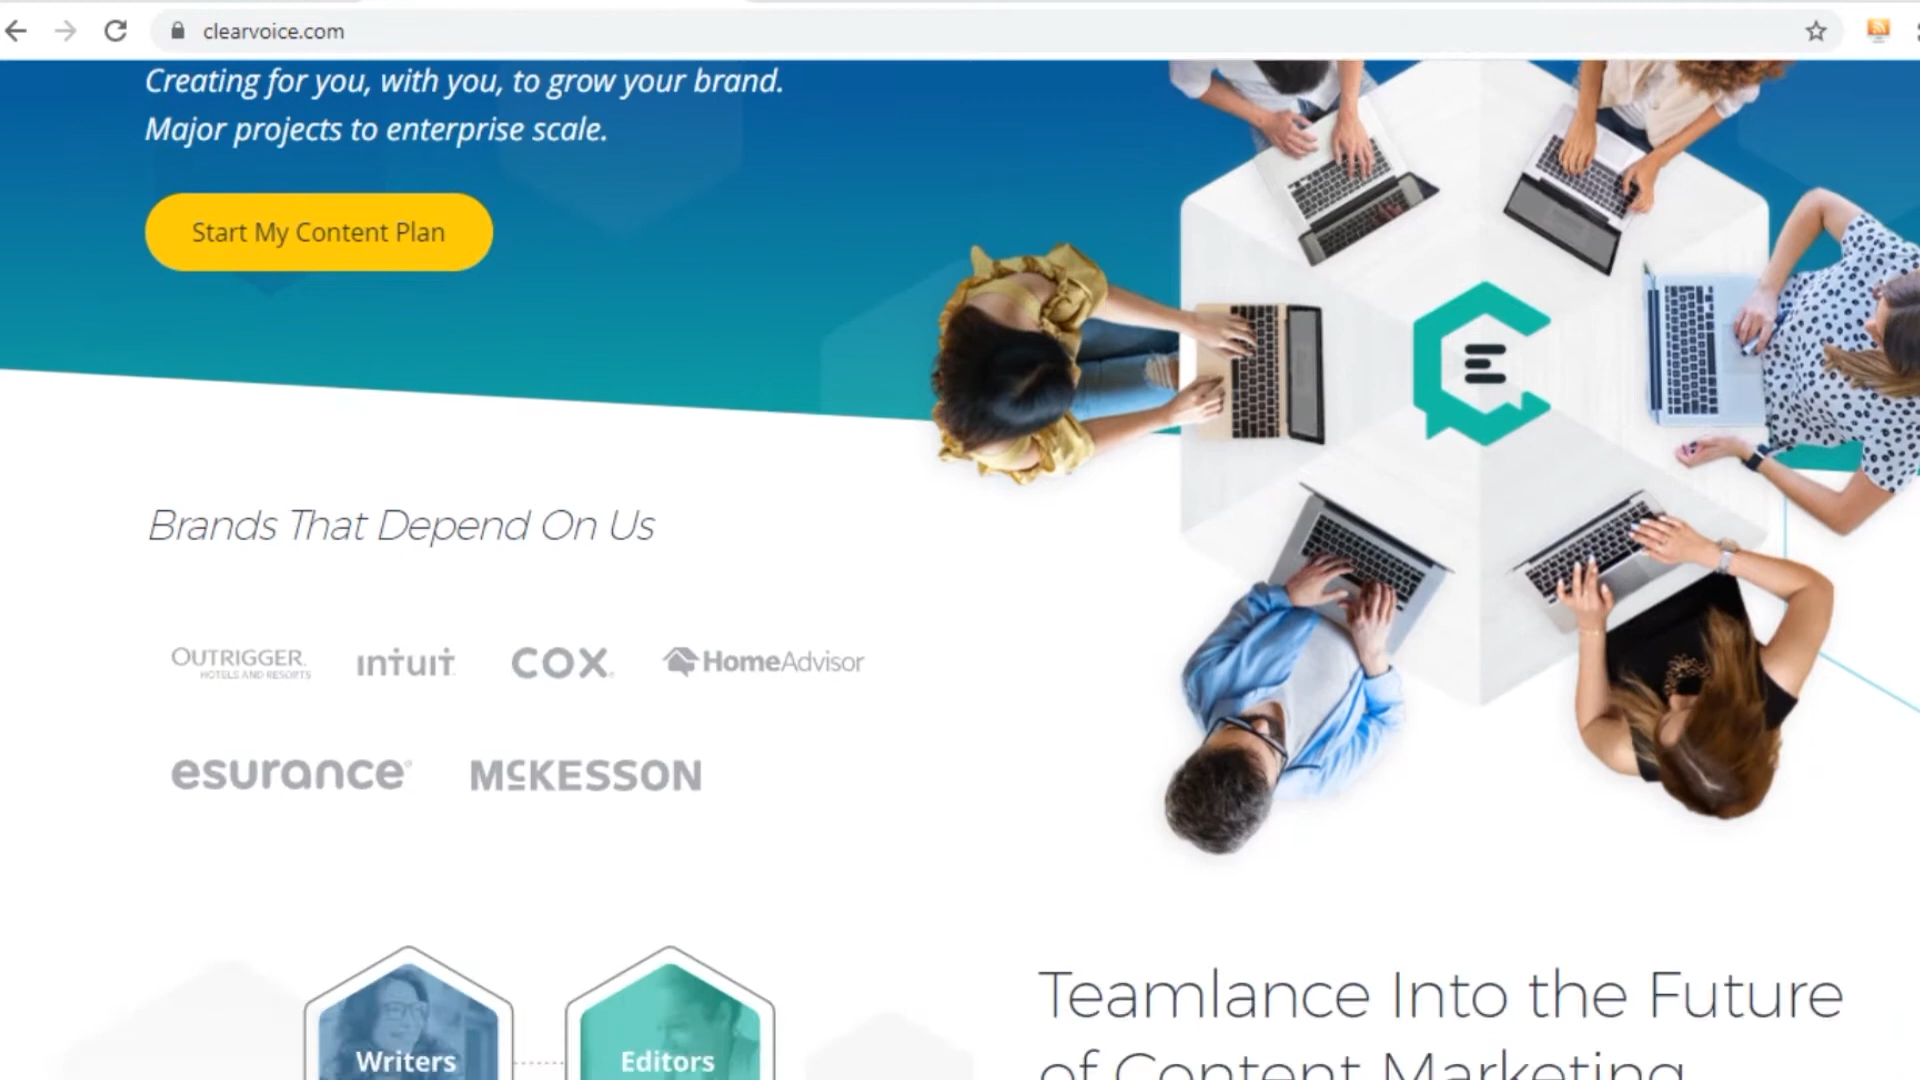 clearvoice.com
Creating for you, with you, to grow your brand.
Major projects to enterprise scale.
Start My Content Plan
Brands That Depend On Us
OUTRIGGER.
HOTELS AND RESORTS
intuit
COX
HomeAdvisor
esurance
MCKESSON
Writers
Editors
Teamlance Into the Future
of Content Marketing